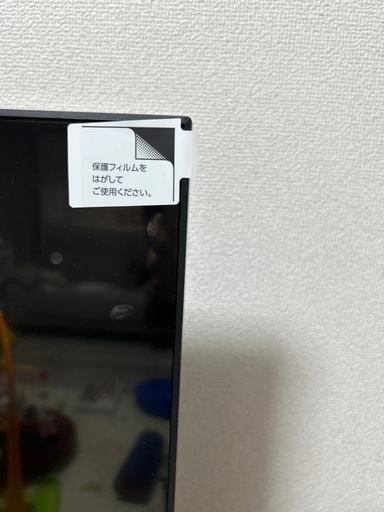 保護フィルムを
はがして
ご使用ください。